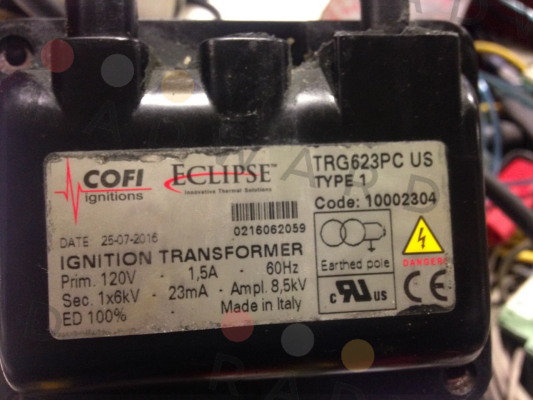 COFI
ignitions
ECLIPSE™
Innovative Thermal Solutions
TRG623PC US
TYPE 1
Code: 10002304
DATE 25-07-2016
0216062059
IGNITION TRANSFORMER
Prim. 120V - 1,5A - 60Hz
Sec. 1x6kV - 23mA - Ampl. 8,5kV
ED 100% - Made in Italy
Earthed pole
DANGER!
c RU us
CE